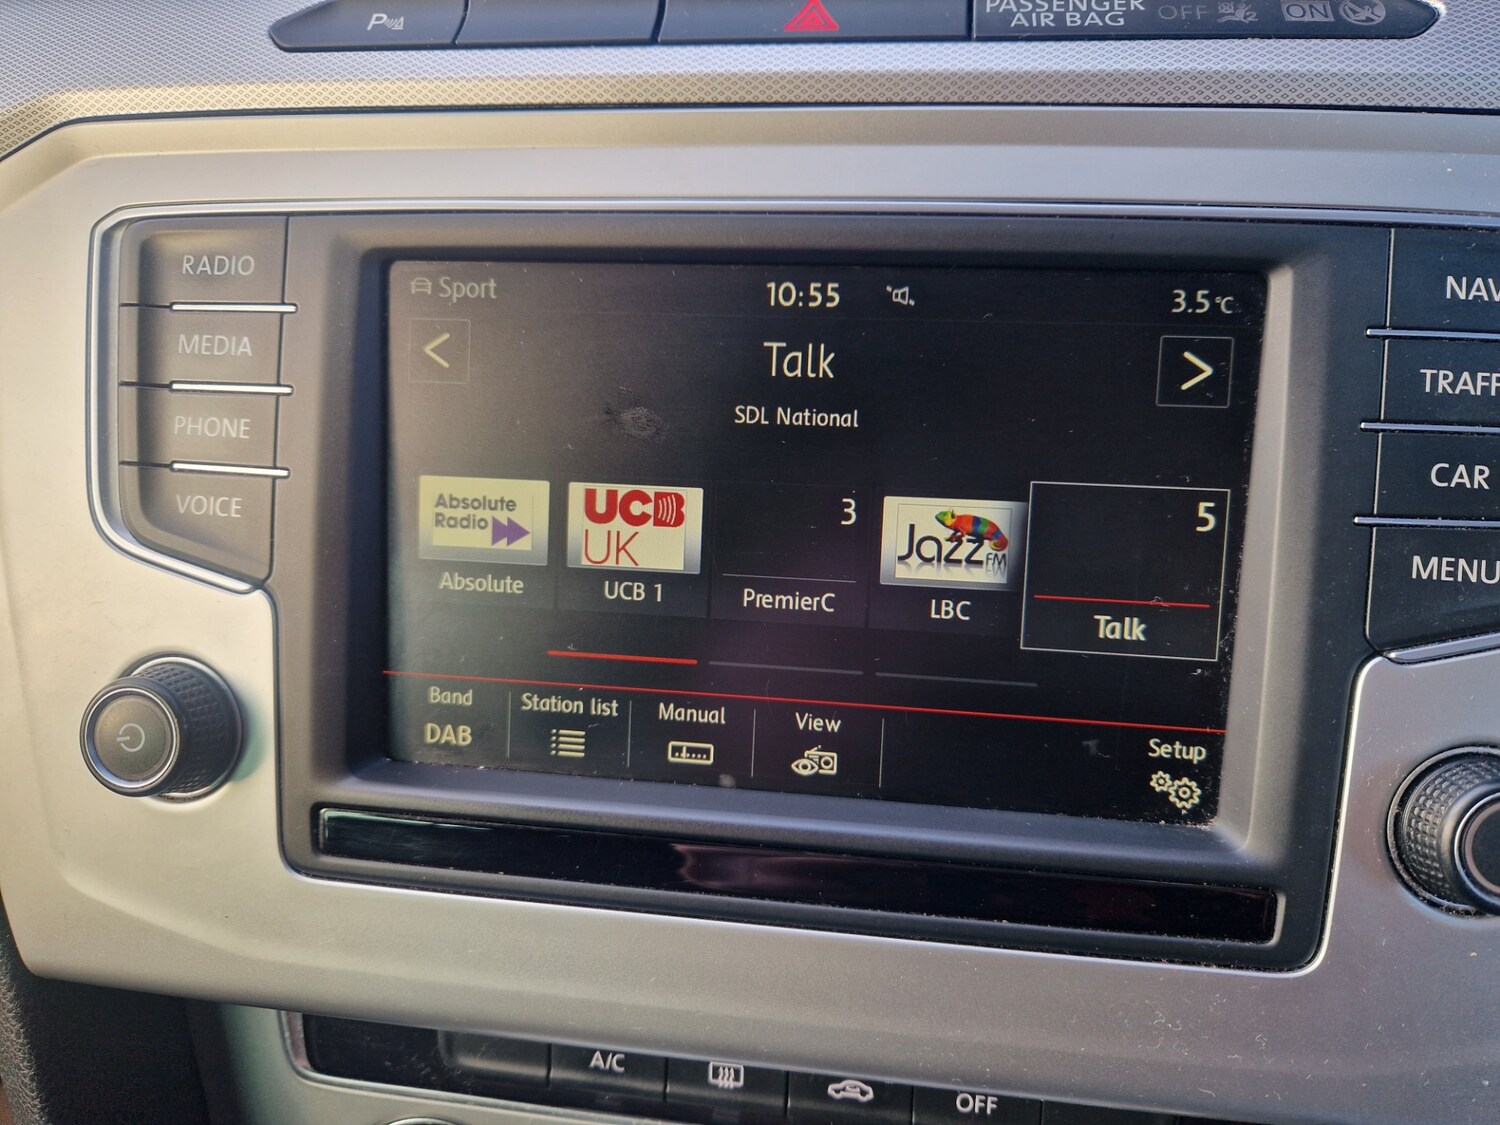 P
PASSENGER
AIR BAG OFF ON
RADIO
MEDIA
PHONE
VOICE
Sport
10:55
3.5°C
<
Talk
>
SDL National
Absolute
Radio
Absolute
UCB
UK
UCB 1
3
PremierC
Jazz FM
LBC
5
Talk
Band
DAB
Station list
Manual
View
Setup
NAV
TRAFF
CAR
MENU
A/C
OFF